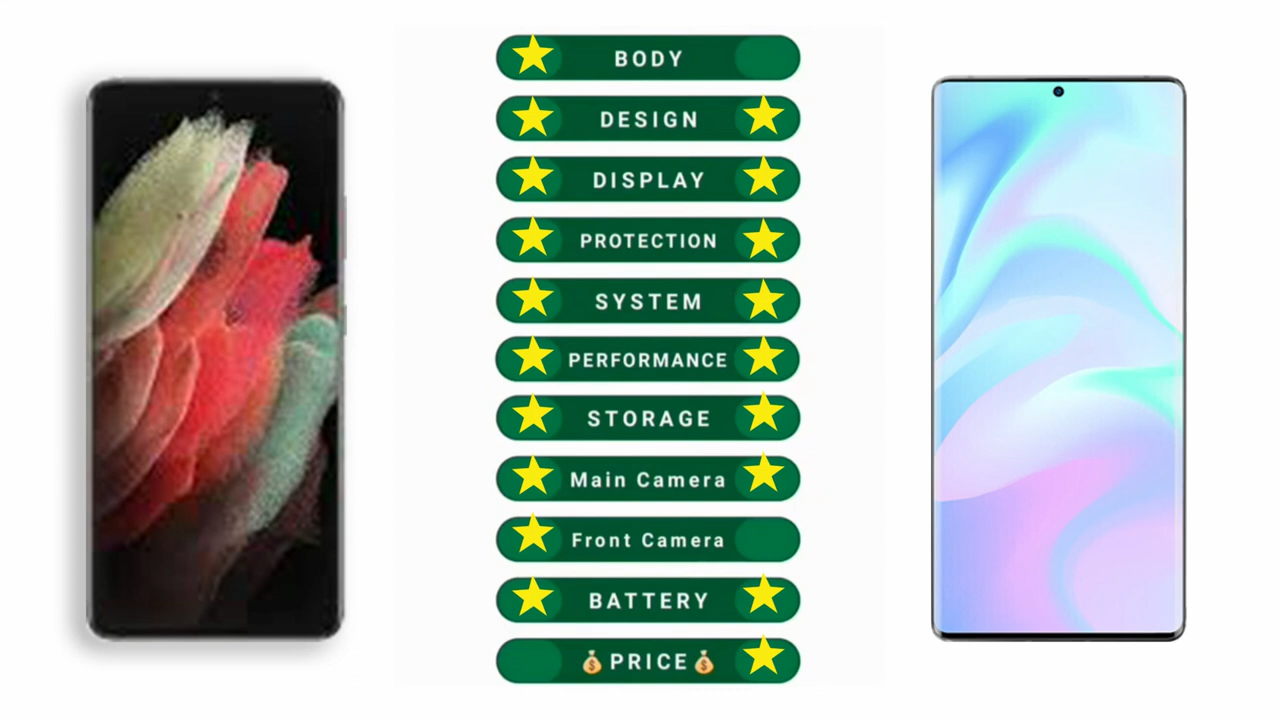 BODY
DESIGN
DISPLAY
PROTECTION
SYSTEM
PERFORMANCE
STORAGE
Main Camera
Front Camera
BATTERY
💰PRICE💰